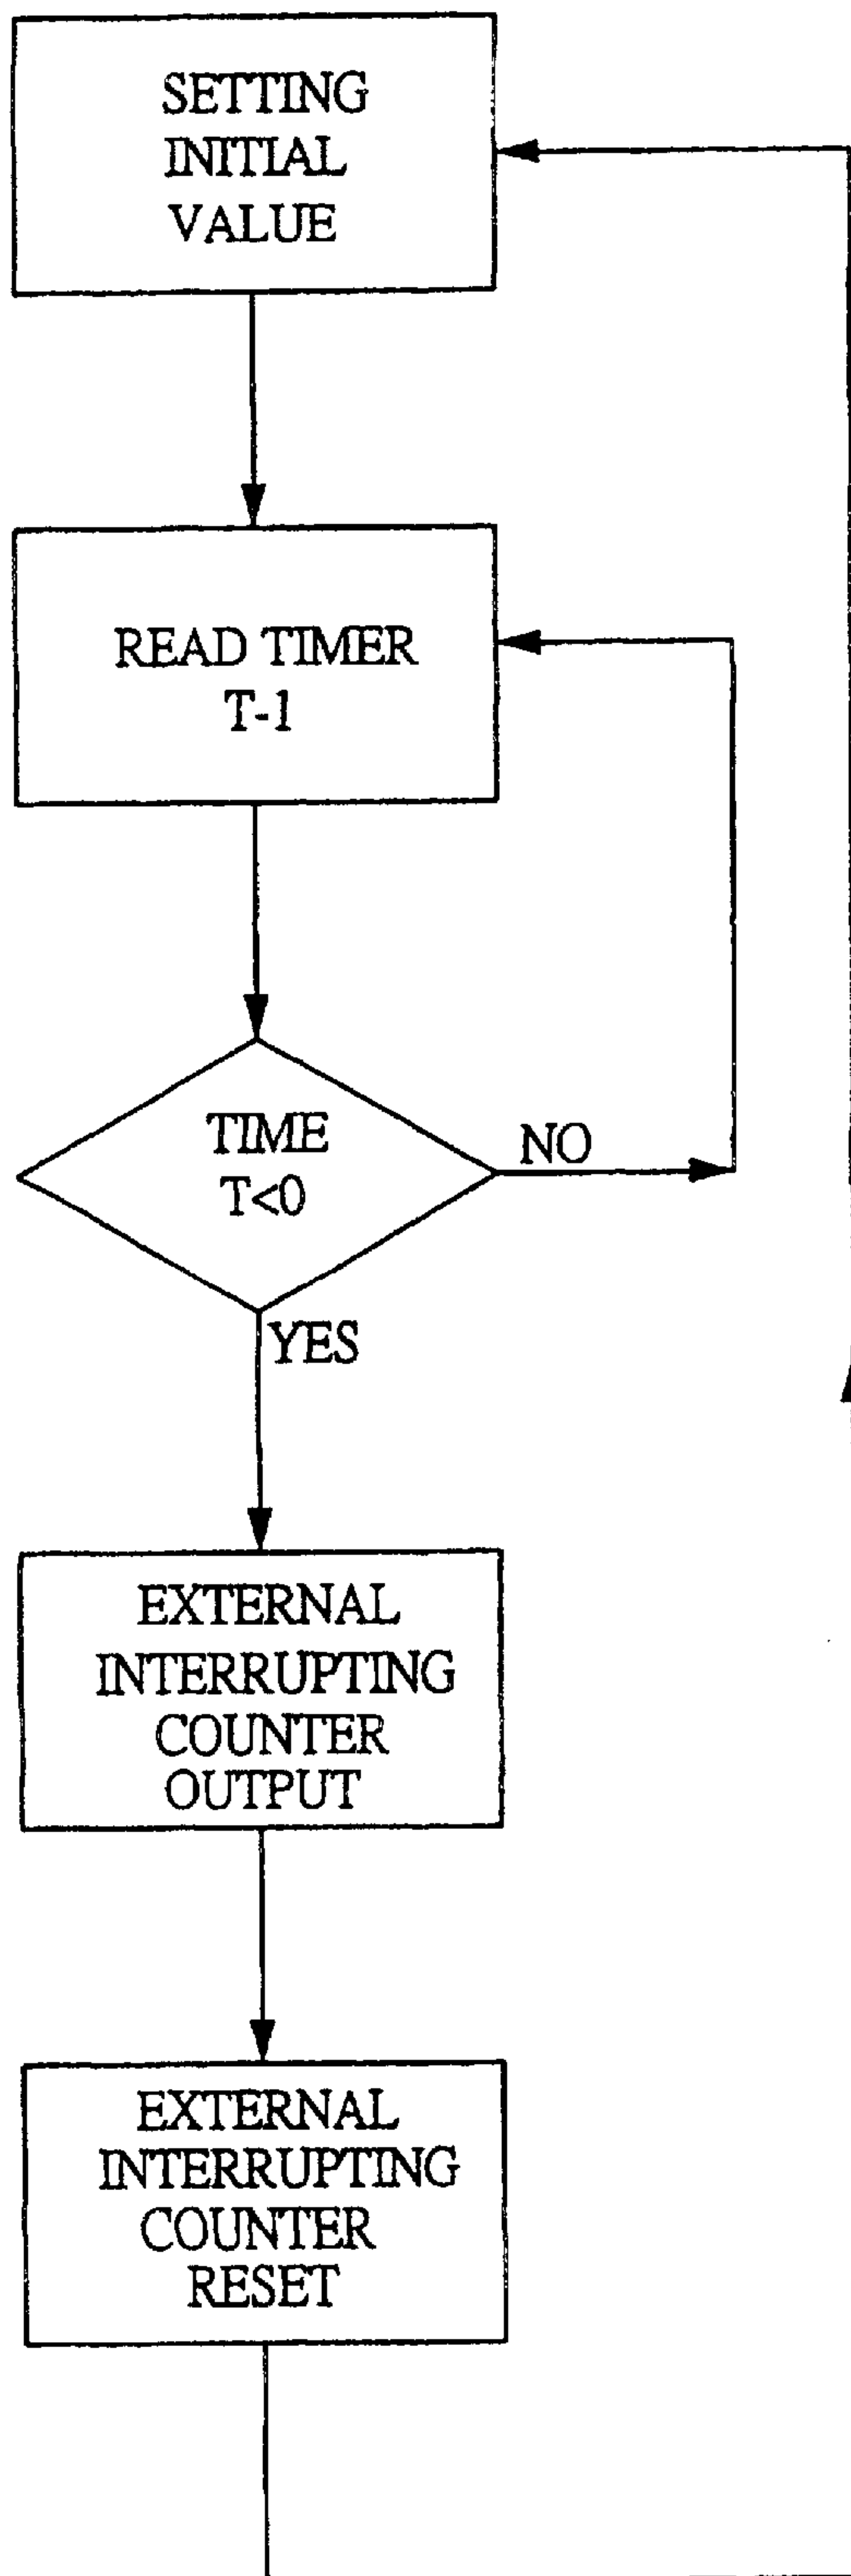 SETTING
INITIAL
VALUE
READ TIMER
T-1
TIME
T<0
NO
YES
EXTERNAL
INTERRUPTING
COUNTER
OUTPUT
EXTERNAL
INTERRUPTING
COUNTER
RESET